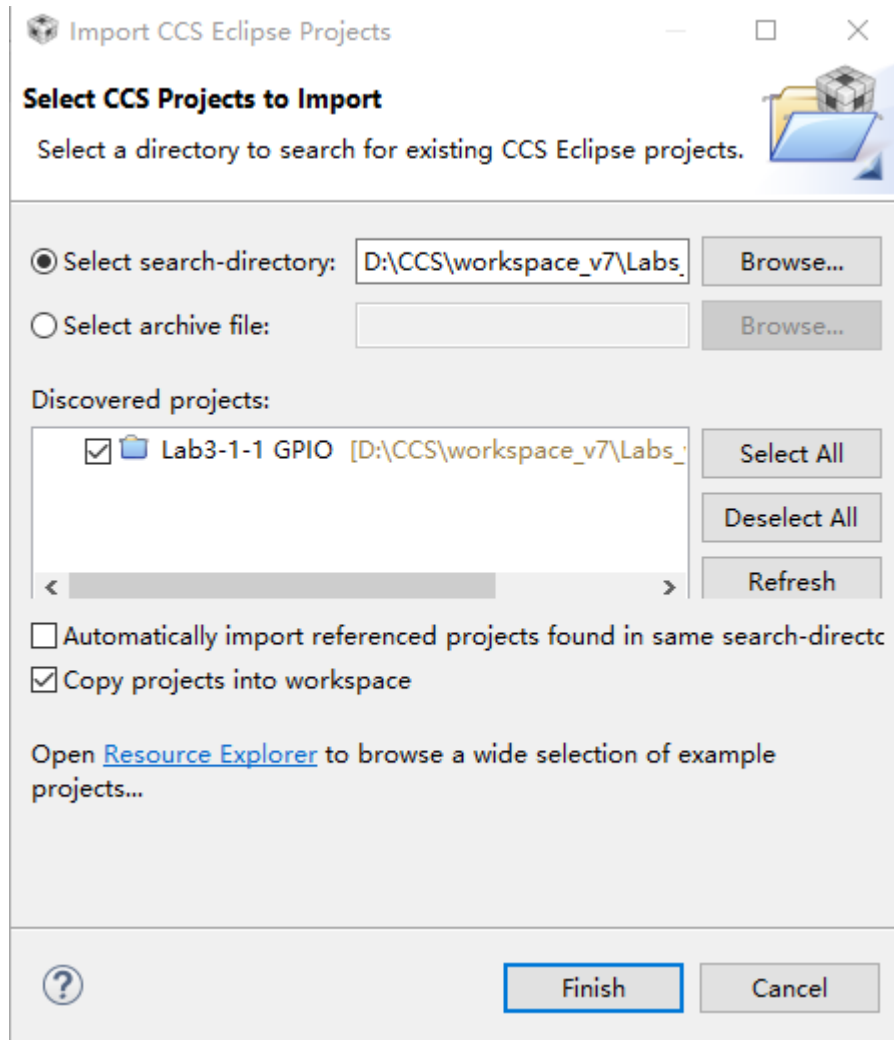 Import CCS Eclipse Projects
Select CCS Projects to Import
Select a directory to search for existing CCS Eclipse projects.
Select search-directory: D:\CCS\workspace_v7\Labs_ Browse...
Select archive file: Browse...
Discovered projects:
Lab3-1-1 GPIO [D:\CCS\workspace_v7\Labs_ Select All
Deselect All
Refresh
Automatically import referenced projects found in same search-directo
Copy projects into workspace
Open Resource Explorer to browse a wide selection of example
projects...
? Finish Cancel